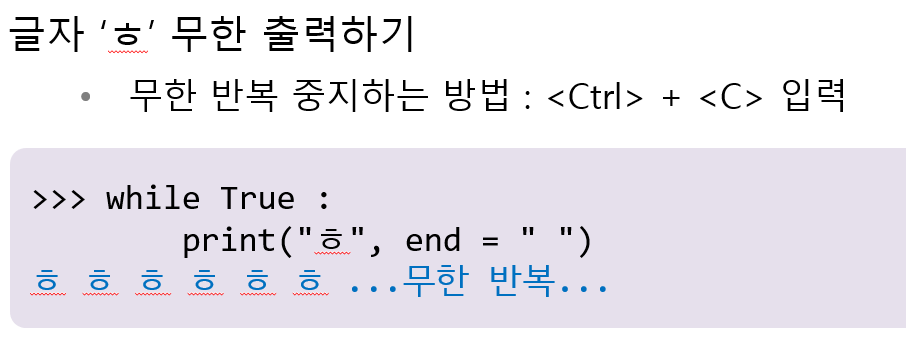 글자 ‘ㅎ’ 무한 출력하기
• 무한 반복 중지하는 방법 : <Ctrl> + <C> 입력
>>> while True :
        print("ㅎ", end = " ")
ㅎ ㅎ ㅎ ㅎ ㅎ ㅎ ...무한 반복...